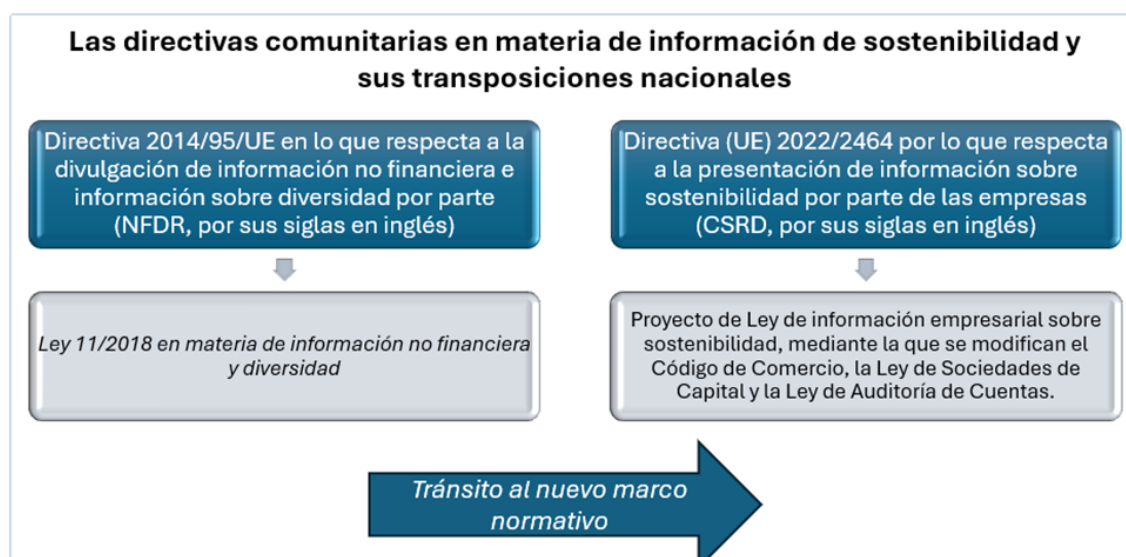 Las directivas comunitarias en materia de información de sostenibilidad y
sus transposiciones nacionales
Directiva 2014/95/UE en lo que respecta a la
divulgación de información no financiera e
información sobre diversidad por parte
(NFDR, por sus siglas en inglés)
Ley 11/2018 en materia de información no financiera
y diversidad
Directiva (UE) 2022/2464 por lo que respecta
a la presentación de información sobre
sostenibilidad por parte de las empresas
(CSRD, por sus siglas en inglés)
Proyecto de Ley de información empresarial sobre
sostenibilidad, mediante la que se modifican el
Código de Comercio, la Ley de Sociedades de
Capital y la Ley de Auditoría de Cuentas.
Tránsito al nuevo marco
normativo